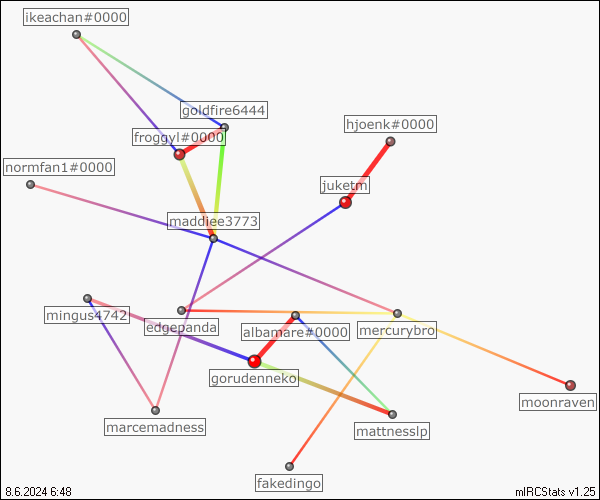 ikeachan#0000
goldfire6444
hjoenk#0000
froggyl#0000
normfan1#0000
juketm
maddiee3773
mingus4742
edgepanda
albamare#0000
mercurybro
gorudenneko
moonraven
marcemadness
mattnesslp
fakedingo
8.6.2024 6:48
mIRCStats v1.25